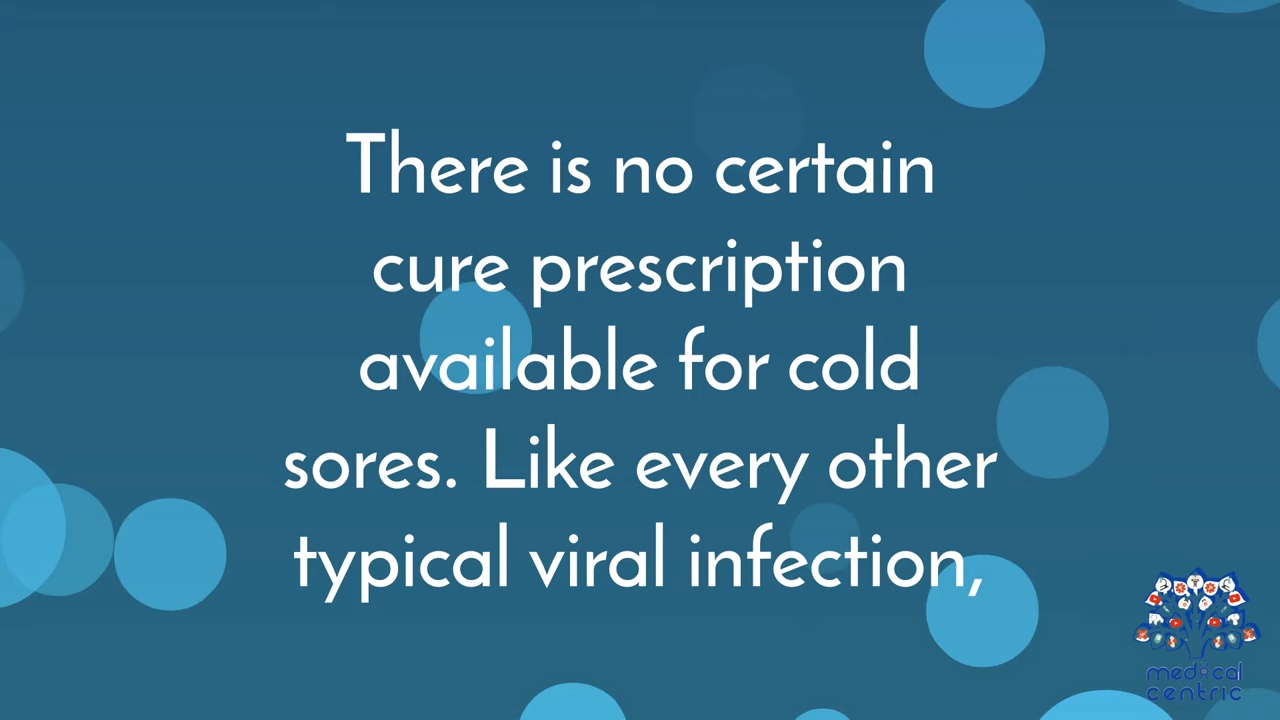 There is no certain
cure prescription
available for cold
sores. Like every other
typical viral infection,
medical
centric